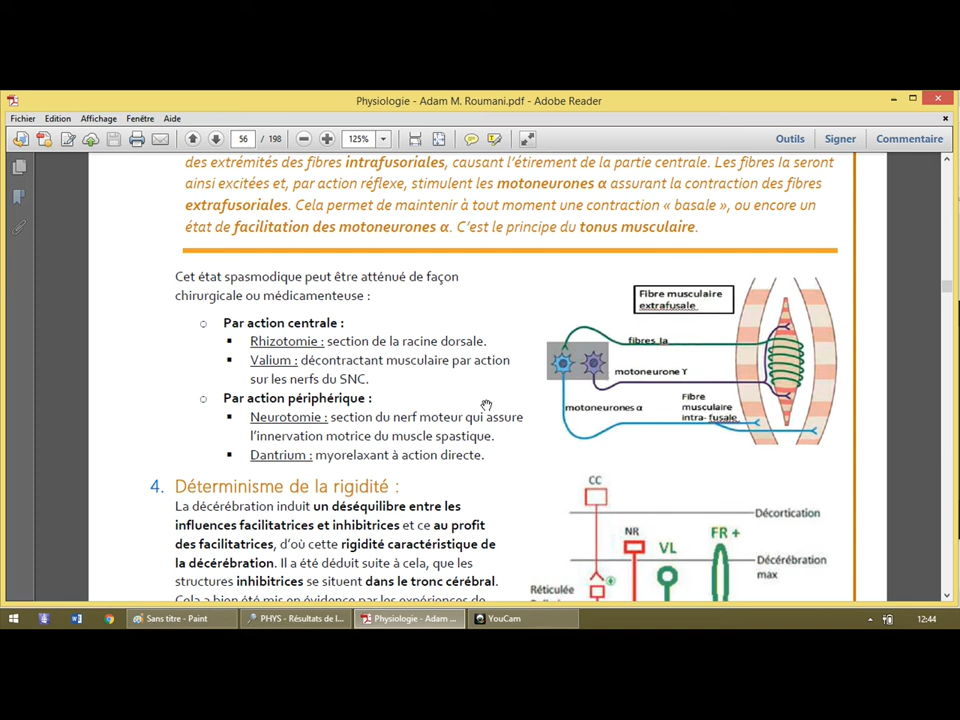 Physiologie - Adam M. Roumani.pdf - Adobe Reader
Fichier Edition Affichage Fenêtre Aide
56 / 198 125% Outils Signer Commentaire
des extrémités des fibres intrafusoriales, causant l'étirement de la partie centrale. Les fibres Ia seront
ainsi excitées et, par action réflexe, stimulent les motoneurones α assurant la contraction des fibres
extrafusoriales. Cela permet de maintenir à tout moment une contraction « basale », ou encore un
état de facilitation des motoneurones α. C'est le principe du tonus musculaire.
Cet état spasmodique peut être atténué de façon
chirurgicale ou médicamenteuse :
○ Par action centrale :
▪ Rhizotomie : section de la racine dorsale.
▪ Valium : décontractant musculaire par action
sur les nerfs du SNC.
○ Par action périphérique :
▪ Neurotomie : section du nerf moteur qui assure
l'innervation motrice du muscle spastique.
▪ Dantrium : myorelaxant à action directe.
Fibre musculaire
extrafusale
fibres Ia
motoneurone ϒ
motoneurones α
Fibre
musculaire
intra- fusale
4. Déterminisme de la rigidité :
La décérébration induit un déséquilibre entre les
influences facilitatrices et inhibitrices et ce au profit
des facilitatrices, d'où cette rigidité caractéristique de
la décérébration. Il a été déduit suite à cela, que les
structures inhibitrices se situent dans le tronc cérébral.
Cela a bien été mis en évidence par les expériences de
CC
Décortication
NR
VL
FR +
Décérébration
max
Réticulée
Sans titre - Paint
PHYS - Résultats de l...
Physiologie - Adam ...
YouCam
12:44